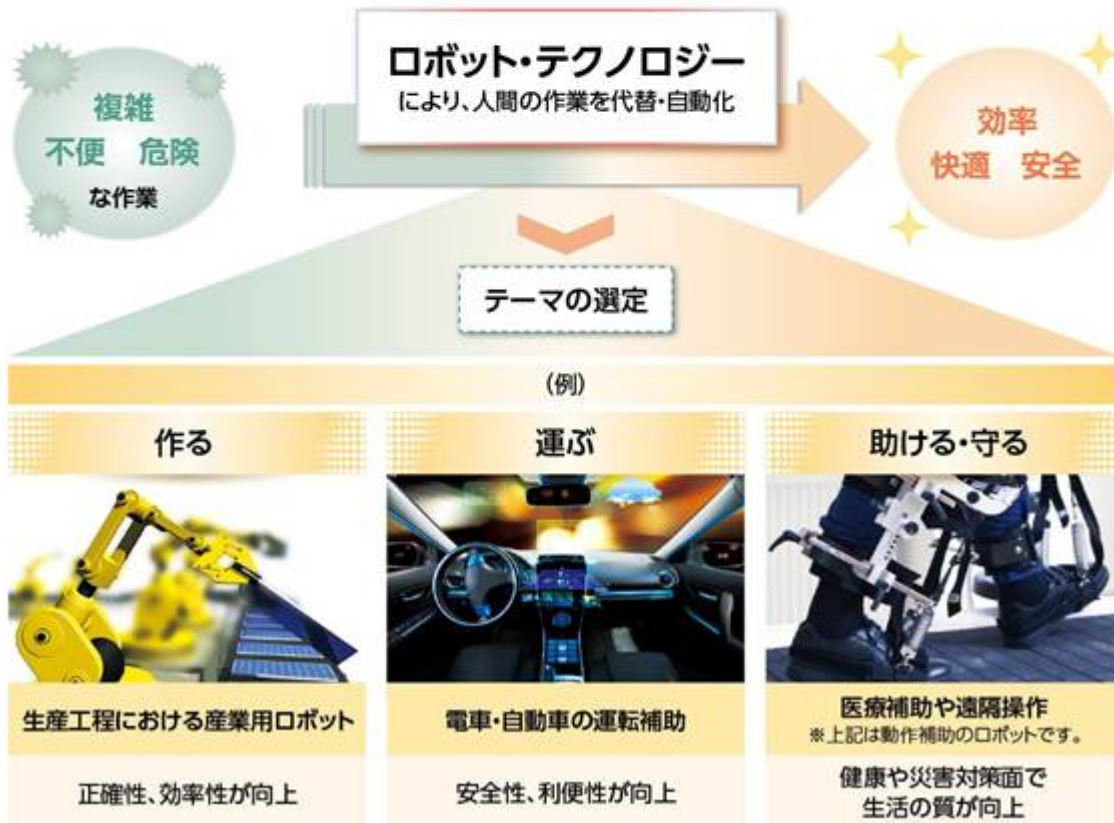 複雑
不便 危険
な作業
ロボット・テクノロジー
により、人間の作業を代替・自動化
効率
快適 安全
テーマの選定
(例)
作る
運ぶ
助ける・守る
生産工程における産業用ロボット
電車・自動車の運転補助
医療補助や遠隔操作
※上記は動作補助のロボットです。
正確性、効率性が向上
安全性、利便性が向上
健康や災害対策面で
生活の質が向上